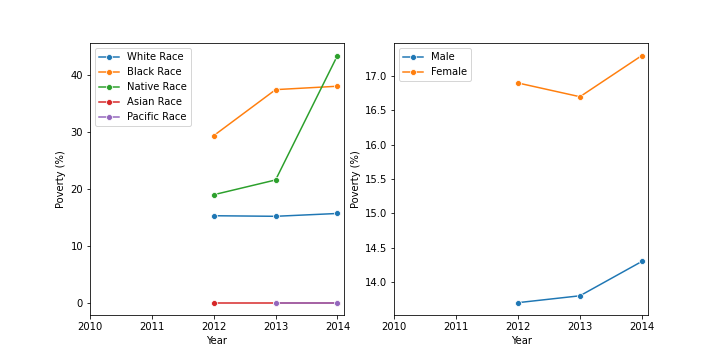 White Race
Black Race
Native Race
Asian Race
Pacific Race
40
30
20
10
0
Poverty (%)
2010 2011 2012 2013 2014
Year
Male
Female
17.0
16.5
16.0
15.5
15.0
14.5
14.0
Poverty (%)
2010 2011 2012 2013 2014
Year